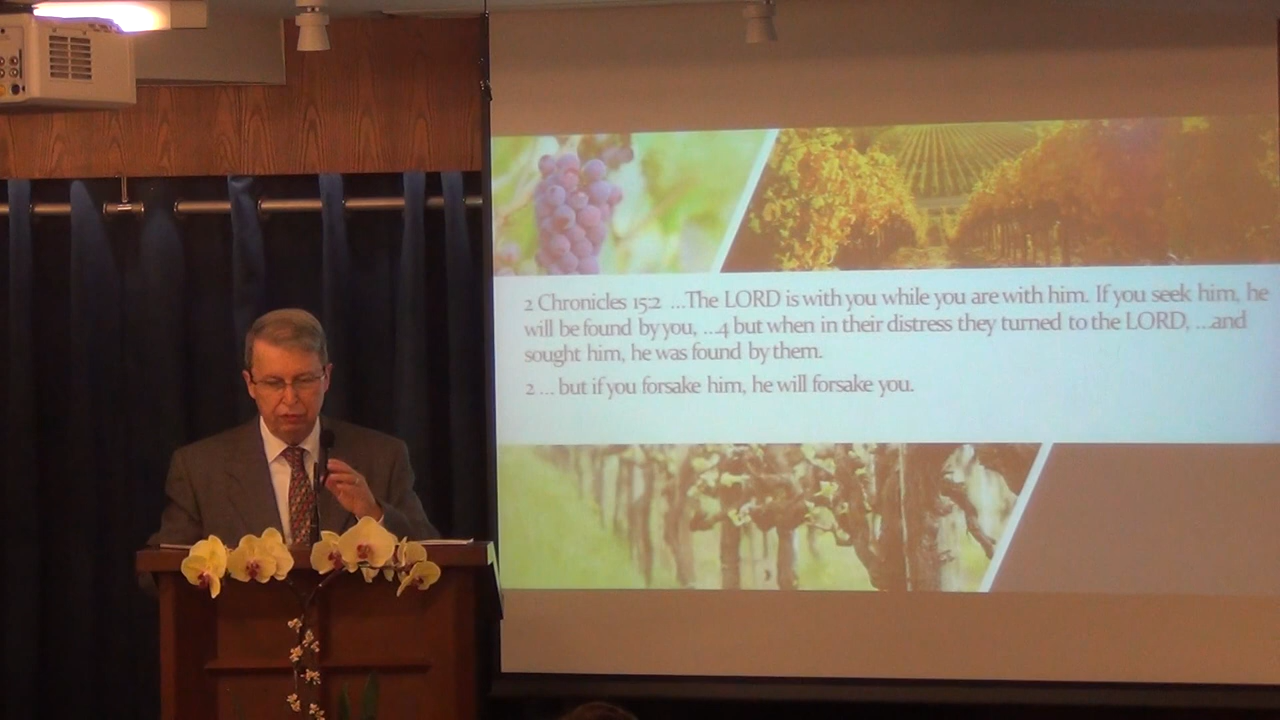 2 Chronicles 15:2 ...The LORD is with you while you are with him. If you seek him, he
will be found by you, ...4 but when in their distress they turned to the LORD, ...and
sought him, he was found by them.
2 ... but if you forsake him, he will forsake you.